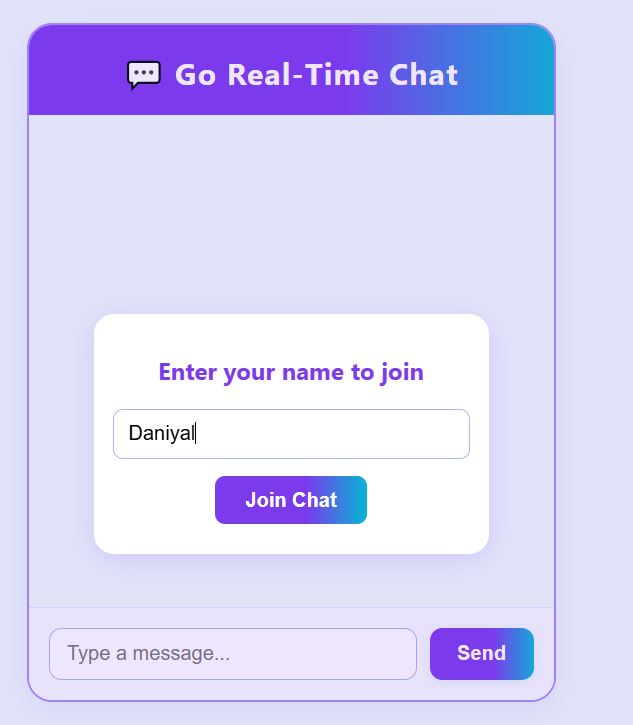 Go Real-Time Chat
Enter your name to join
Daniyal
Join Chat
Type a message...
Send